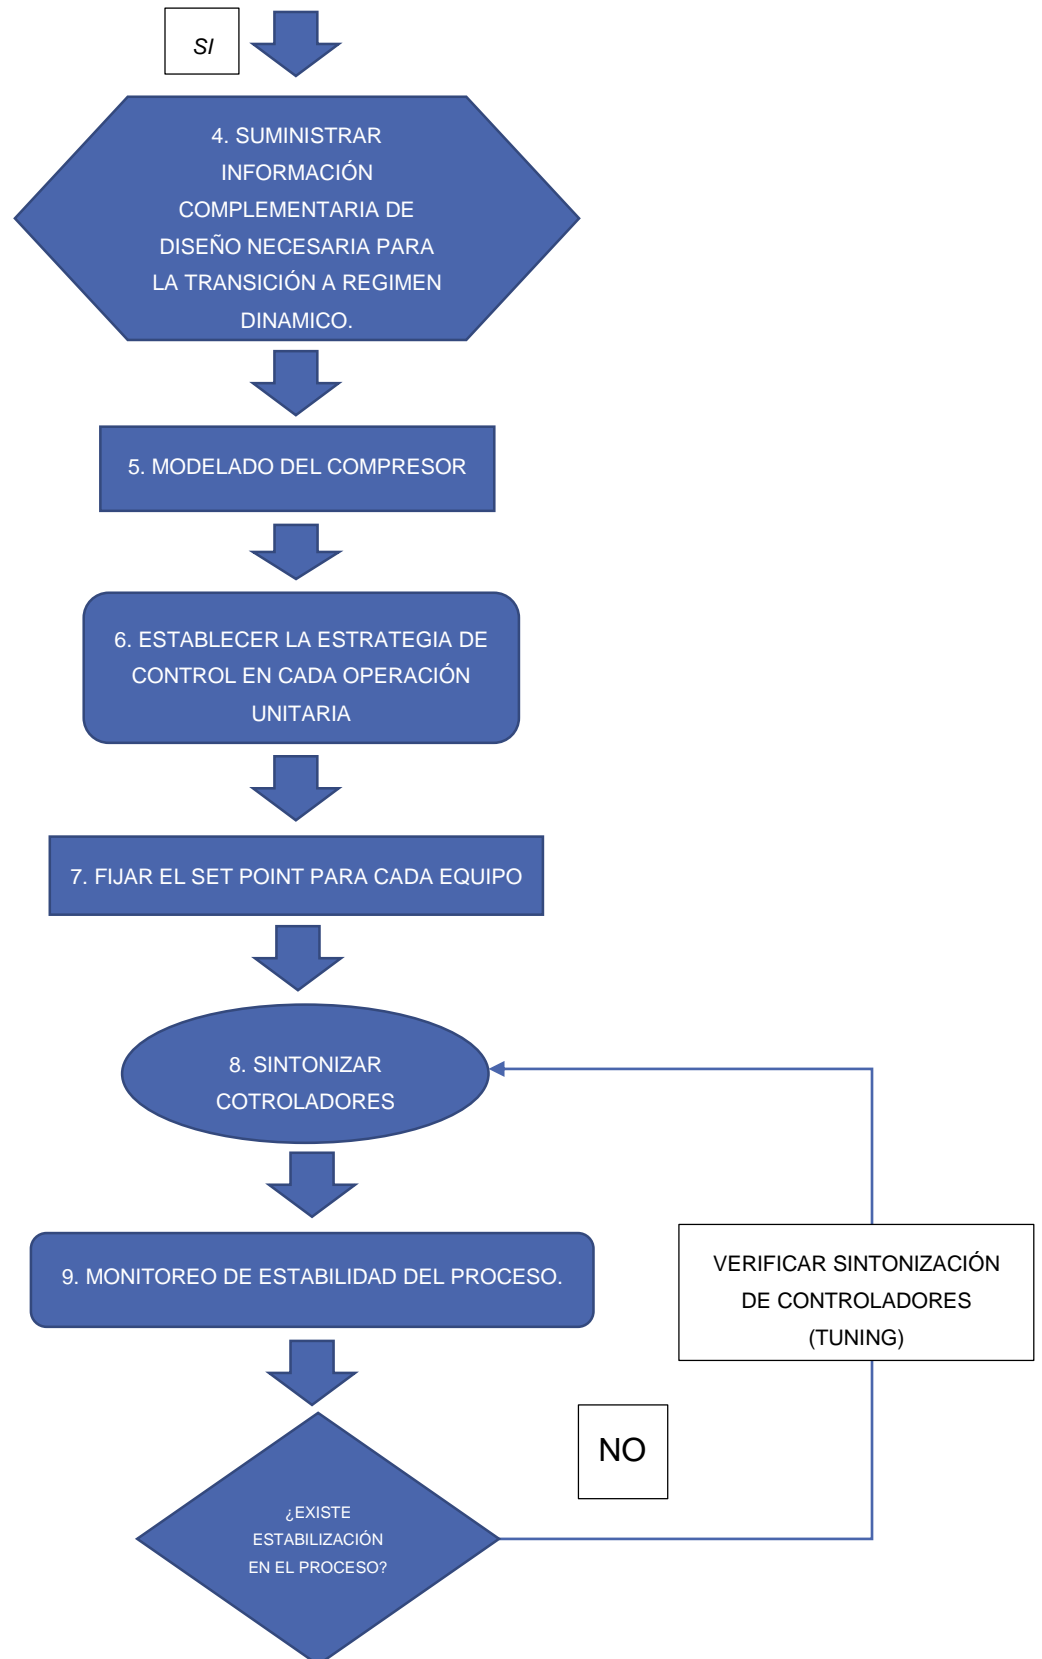 SI
4. SUMINISTRAR
INFORMACIÓN
COMPLEMENTARIA DE
DISEÑO NECESARIA PARA
LA TRANSICIÓN A REGIMEN
DINAMICO.
5. MODELADO DEL COMPRESOR
6. ESTABLECER LA ESTRATEGIA DE
CONTROL EN CADA OPERACIÓN
UNITARIA
7. FIJAR EL SET POINT PARA CADA EQUIPO
8. SINTONIZAR
COTROLADORES
9. MONITOREO DE ESTABILIDAD DEL PROCESO.
VERIFICAR SINTONIZACIÓN
DE CONTROLADORES
(TUNING)
NO
¿EXISTE
ESTABILIZACIÓN
EN EL PROCESO?